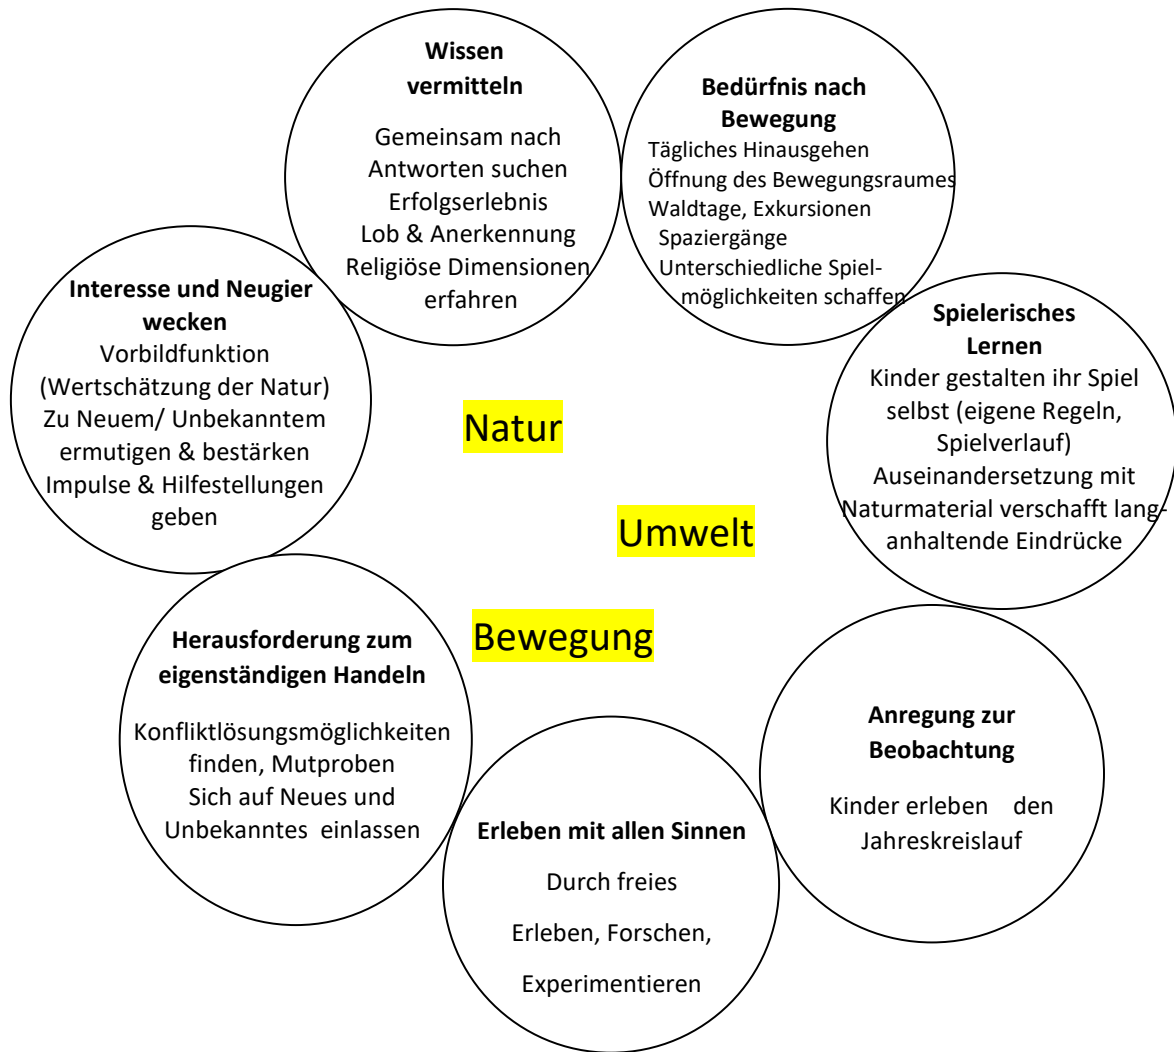 Wissen
vermitteln
Gemeinsam nach
Antworten suchen
Erfolgserlebnis
Lob & Anerkennung
Religiöse Dimensionen
erfahren
Bedürfnis nach
Bewegung
Tägliches Hinausgehen
Öffnung des Bewegungsraumes
Waldtage, Exkursionen
Spaziergänge
Unterschiedliche Spiel-
möglichkeiten schaffen
Interesse und Neugier
wecken
Vorbildfunktion
(Wertschätzung der Natur)
Zu Neuem/ Unbekanntem
ermutigen & bestärken
Impulse & Hilfestellungen
geben
Spielerisches
Lernen
Kinder gestalten ihr Spiel
selbst (eigene Regeln,
Spielverlauf)
Auseinandersetzung mit
Naturmaterial verschafft lang-
anhaltende Eindrücke
Natur
Umwelt
Bewegung
Herausforderung zum
eigenständigen Handeln
Konfliktlösungsmöglichkeiten
finden, Mutproben
Sich auf Neues und
Unbekanntes einlassen
Erleben mit allen Sinnen
Durch freies
Erleben, Forschen,
Experimentieren
Anregung zur
Beobachtung
Kinder erleben den
Jahreskreislauf